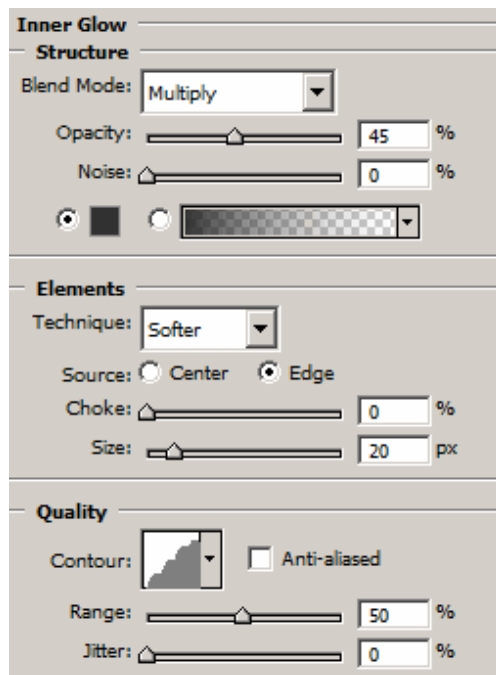 Inner Glow
Structure
Blend Mode: Multiply
Opacity: 45 %
Noise: 0 %
Elements
Technique: Softer
Source: Center Edge
Choke: 0 %
Size: 20 px
Quality
Contour: Anti-aliased
Range: 50 %
Jitter: 0 %